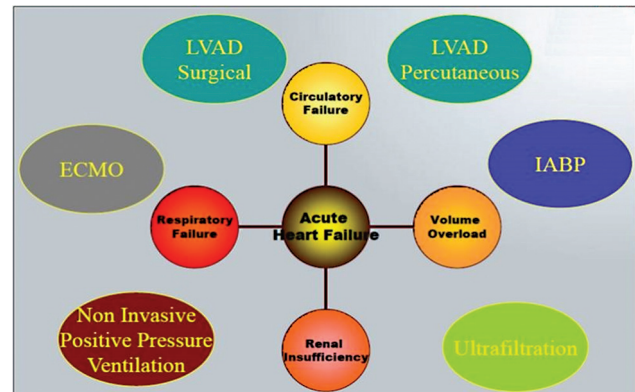 LVAD
Surgical
LVAD
Percutaneous
Circulatory
Failure
ECMO
IABP
Respiratory
Failure
Acute
Heart Failure
Volume
Overload
Non Invasive
Positive Pressure
Ventilation
Renal
Insufficiency
Ultrafiltration